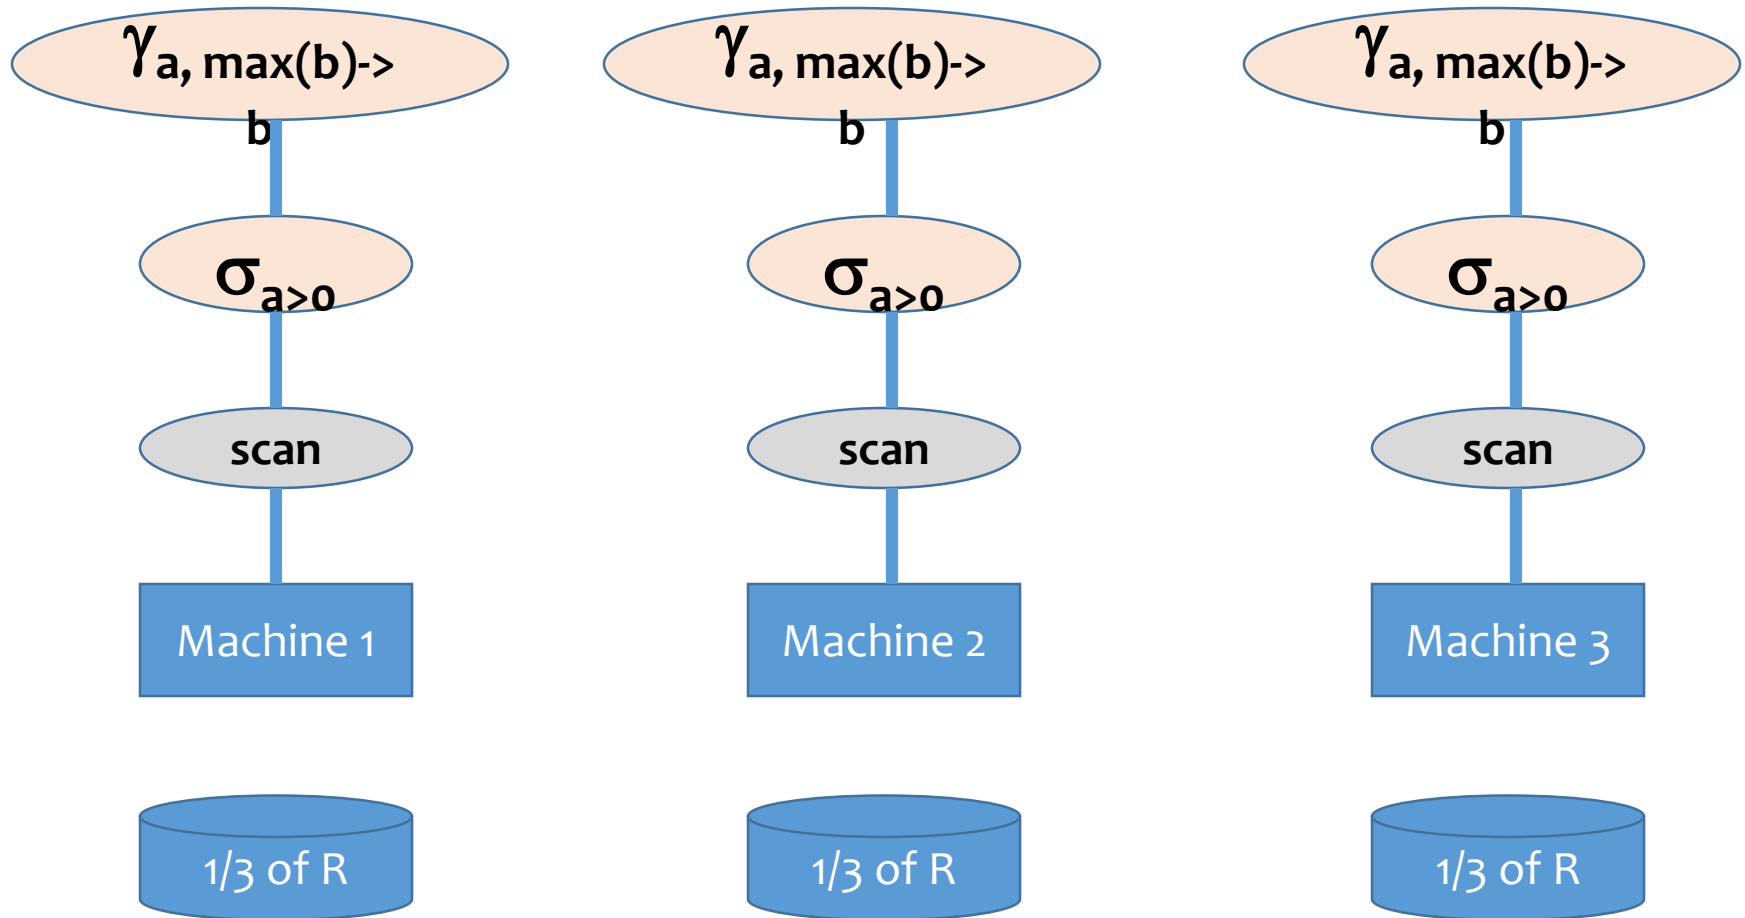 γa, max(b)-> γa, max(b)-> γa, max(b)->
b b b
σa>0 σa>0 σa>0
scan scan scan
Machine 1 Machine 2 Machine 3
1/3 of R 1/3 of R 1/3 of R